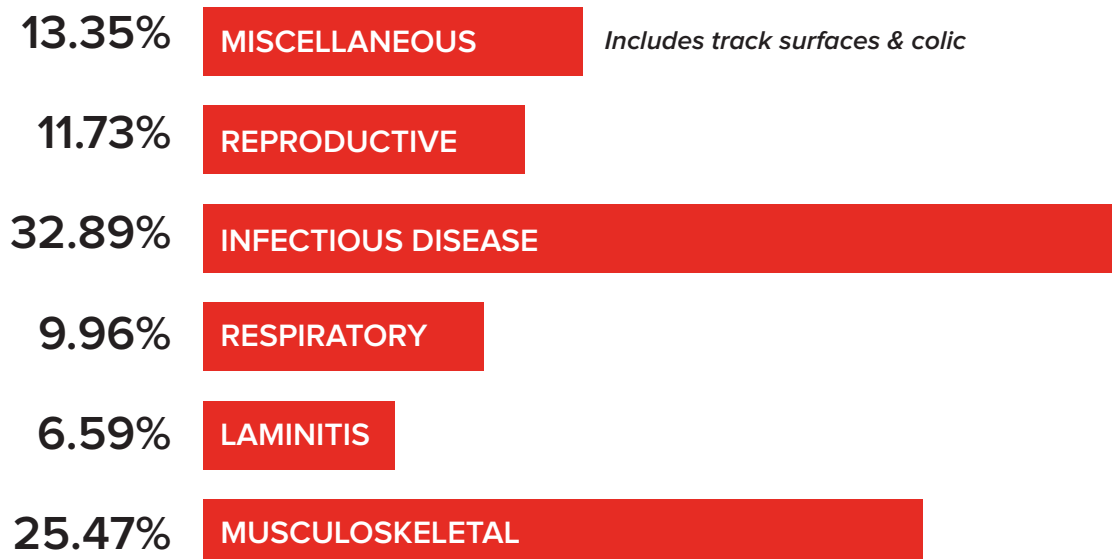 13.35% MISCELLANEOUS Includes track surfaces & colic
11.73% REPRODUCTIVE
32.89% INFECTIOUS DISEASE
9.96% RESPIRATORY
6.59% LAMINITIS
25.47% MUSCULOSKELETAL